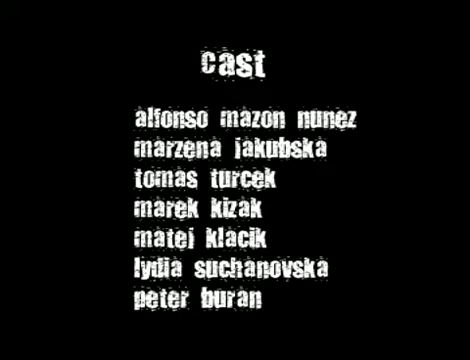 cast
alfonso mazon nunez
marzena jakubska
tomas turcek
marek kizak
matej klacik
lydia suchanovska
peter buran